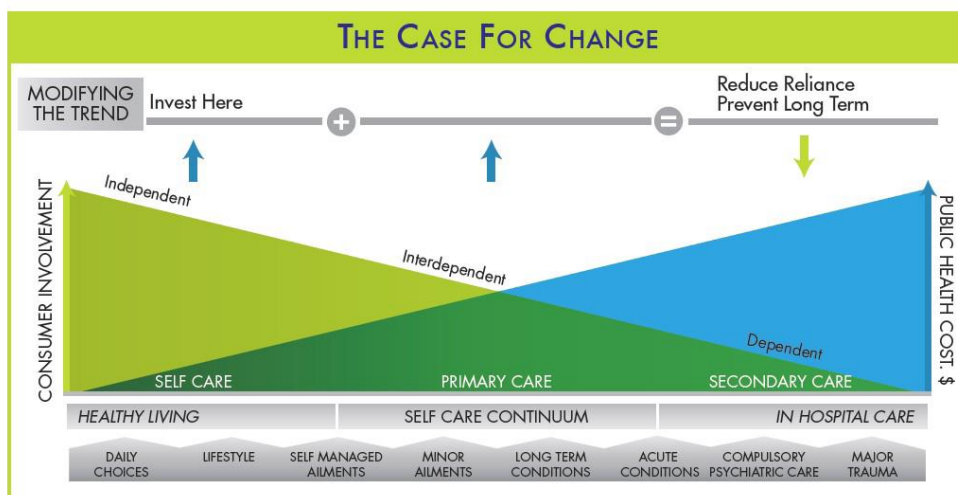 THE CASE FOR CHANGE
MODIFYING
THE TREND
Invest Here
+
=
Reduce Reliance
Prevent Long Term
CONSUMER INVOLVEMENT
Independent
Interdependent
Dependent
PUBLIC HEALTH COST. $
SELF CARE
PRIMARY CARE
SECONDARY CARE
HEALTHY LIVING
SELF CARE CONTINUUM
IN HOSPITAL CARE
DAILY
CHOICES
LIFESTYLE
SELF MANAGED
AILMENTS
MINOR
AILMENTS
LONG TERM
CONDITIONS
ACUTE
CONDITIONS
COMPULSORY
PSYCHIATRIC CARE
MAJOR
TRAUMA